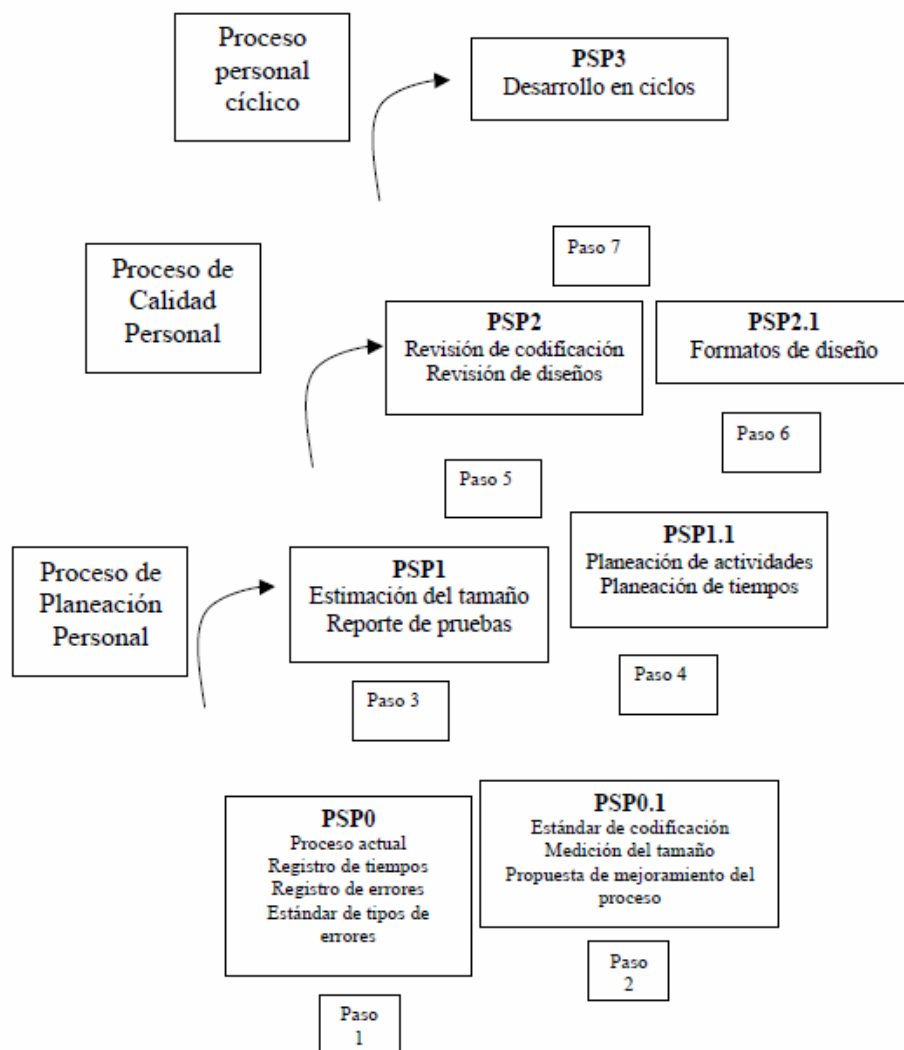 Proceso
personal
cíclico
PSP3
Desarrollo en ciclos
Paso 7
Proceso de
Calidad
Personal
PSP2
Revisión de codificación
Revisión de diseños
PSP2.1
Formatos de diseño
Paso 6
Paso 5
Proceso de
Planeación
Personal
PSP1
Estimación del tamaño
Reporte de pruebas
PSP1.1
Planeación de actividades
Planeación de tiempos
Paso 4
Paso 3
PSP0
Proceso actual
Registro de tiempos
Registro de errores
Estándar de tipos de
errores
PSP0.1
Estándar de codificación
Medición del tamaño
Propuesta de mejoramiento del
proceso
Paso
2
Paso
1